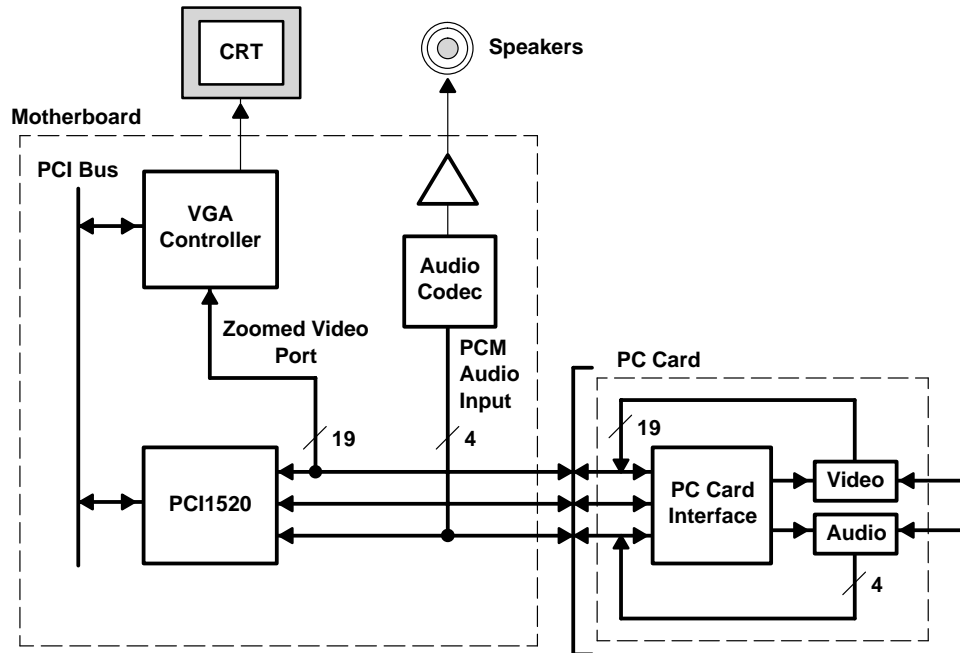 CRT
Speakers
Motherboard
PCI Bus
VGA
Controller
Audio
Codec
Zoomed Video
Port
PCM
Audio
Input
PC Card
19
4
19
PCI1520
PC Card
Interface
Video
Audio
4